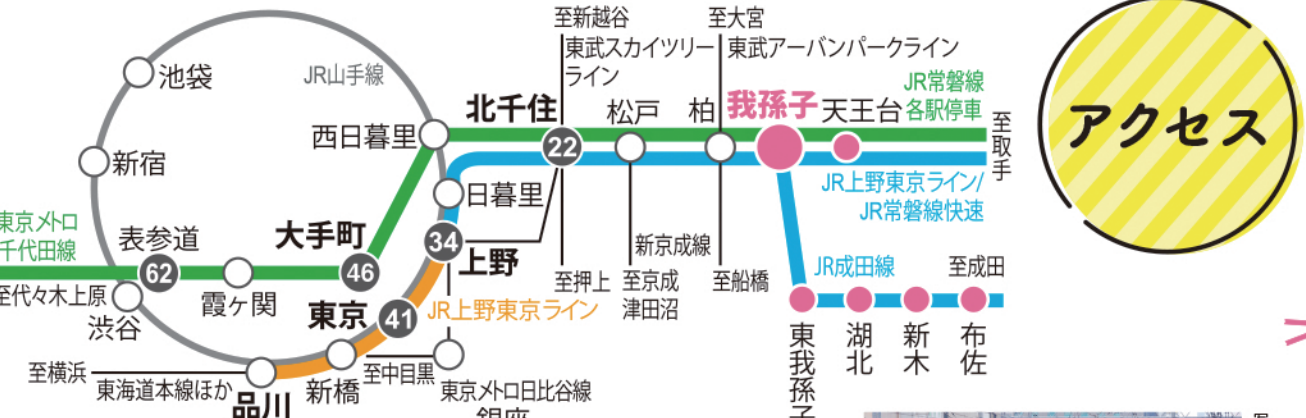 至新越谷
至大宮
東武スカイツリー
ライン
東武アーバンパークライン
池袋
JR山手線
JR常磐線
各駅停車
北千住
松戸
柏
我孫子
天王台
アクセス
西日暮里
22
至取手
新宿
日暮里
JR上野東京ライン/
JR常磐線快速
東京メトロ
千代田線
表参道
大手町
34
上野
新京成線
62
46
JR成田線
至成田
至代々木上原
渋谷
霞ヶ関
東京
41
JR上野東京ライン
至押上
至京成
津田沼
至船橋
東我孫子
湖北
新木
布佐
至横浜
東海道本線ほか
品川
新橋
至中目黒
東京メトロ日比谷線
銀座